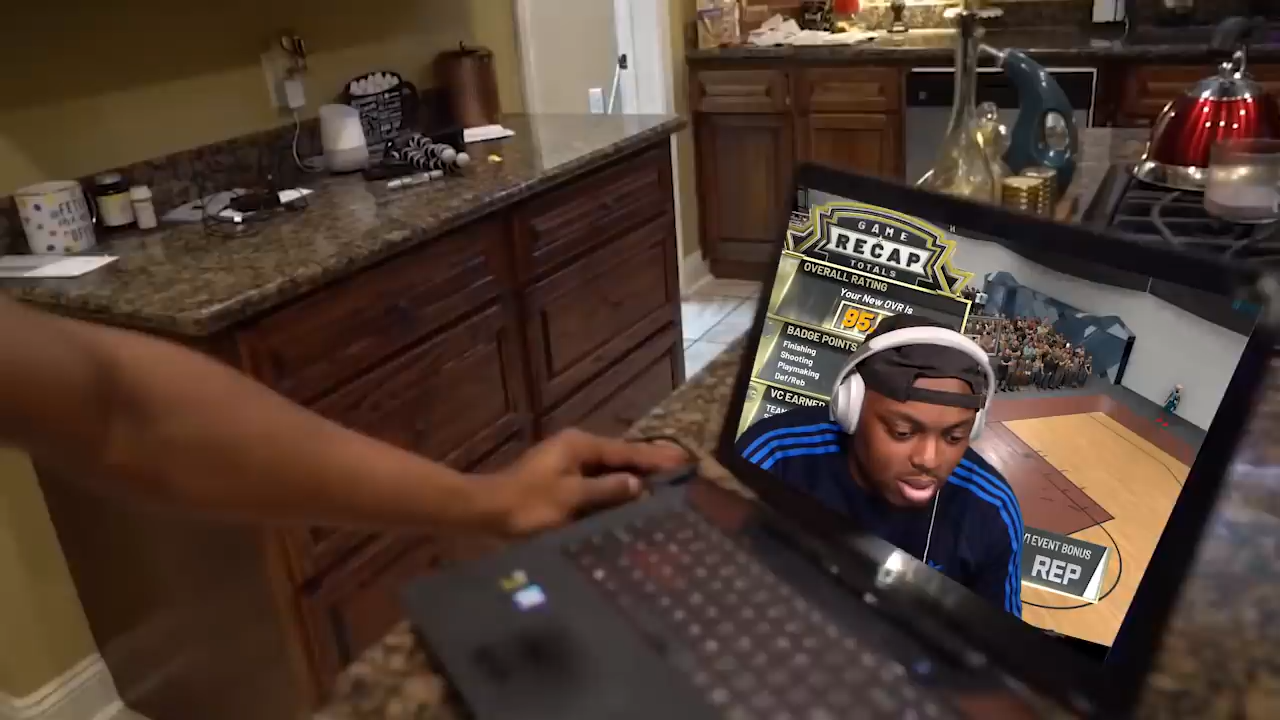 GAME
RECAP
TOTALS
OVERALL RATING
Your New OVR Is
95
BADGE POINTS
Finishing
Shooting
Playmaking
Def/Reb
VC EARNED
EVENT BONUS
REP